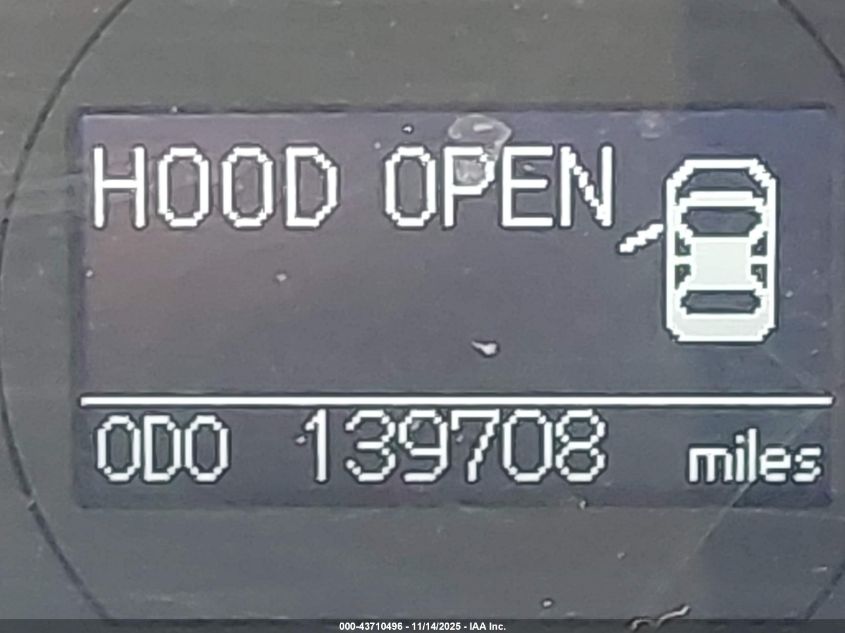 HOOD OPEN
ODO 139708 miles
000-43710496 - 11/14/2025 - IAA Inc.